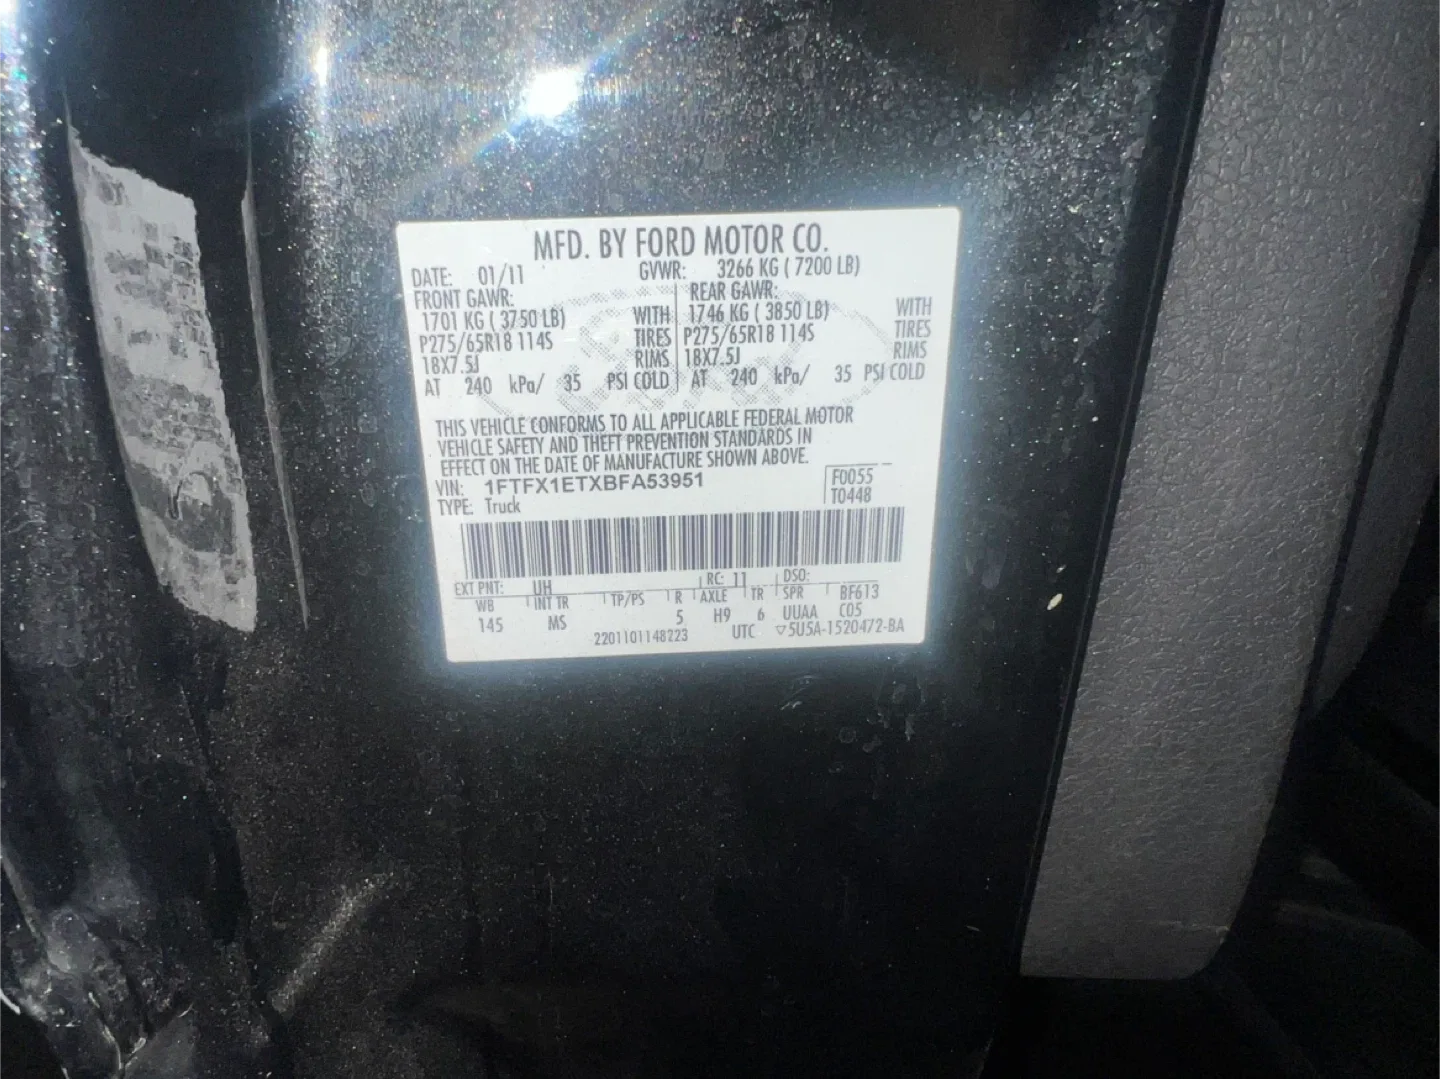 MFD. BY FORD MOTOR CO.
DATE: 01/11 GVWR: 3266 KG ( 7200 LB)
FRONT GAWR: REAR GAWR:
1701 KG ( 3750 LB) WITH 1746 KG ( 3850 LB) WITH
P275/65R18 114S TIRES P275/65R18 114S TIRES
18X7.5J RIMS 18X7.5J RIMS
AT 240 kPa/ 35 PSI COLD AT 240 kPa/ 35 PSI COLD
THIS VEHICLE CONFORMS TO ALL APPLICABLE FEDERAL MOTOR
VEHICLE SAFETY AND THEFT PREVENTION STANDARDS IN
EFFECT ON THE DATE OF MANUFACTURE SHOWN ABOVE.
VIN: 1FTFX1ETXBFA53951 F0055
TYPE: Truck T0448
EXT PNT: UH RC: 11 DSO:
WB INT TR TP/PS R AXLE TR SPR BF613
145 MS 5 H9 6 UUAA C05
2201101148223 UTC ▽5U5A-1520472-BA